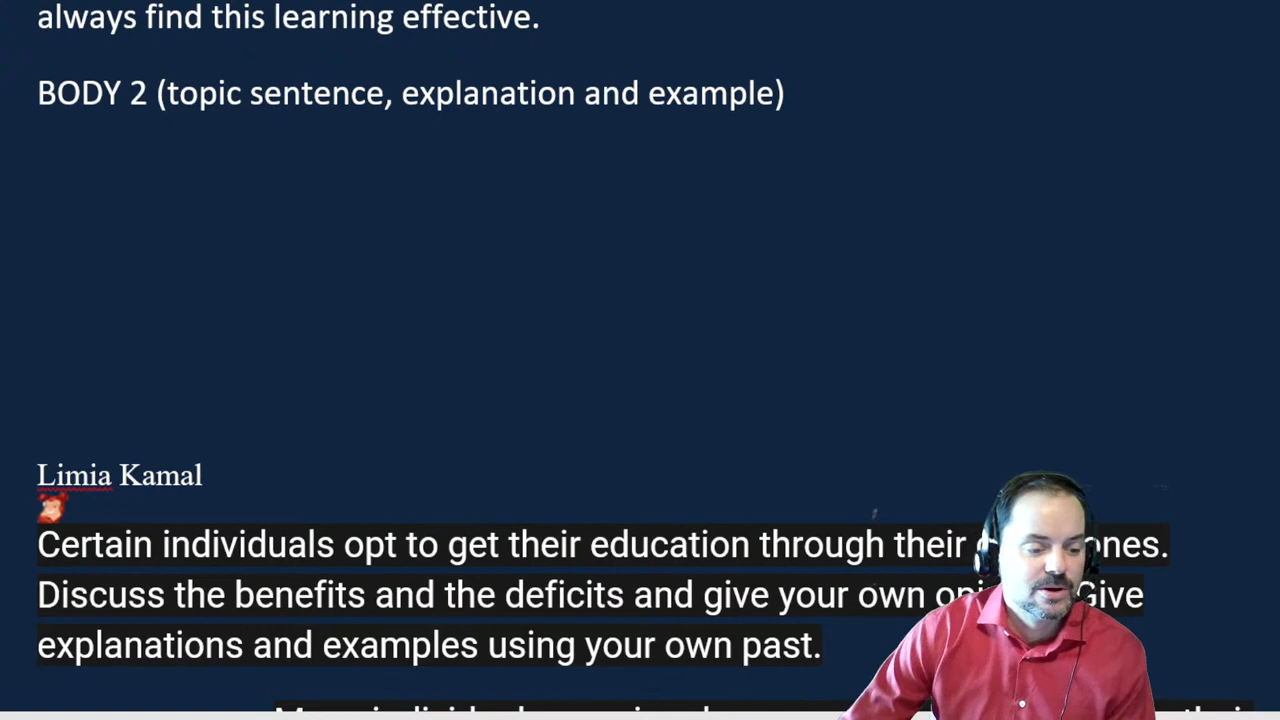 always find this learning effective.
BODY 2 (topic sentence, explanation and example)
Limia Kamal
Certain individuals opt to get their education through their
Discuss the benefits and the deficits and give your own Give
explanations and examples using your own past.